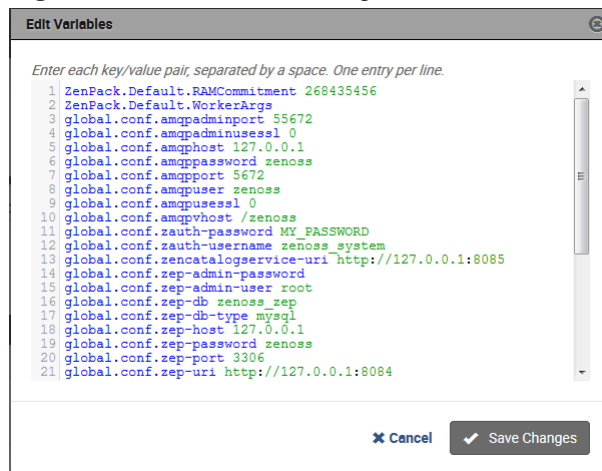 Edit Variables
Enter each key/value pair, separated by a space. One entry per line.
1 ZenPack.Default.RAMCommitment 268435456
2 ZenPack.Default.WorkerArgs
3 global.conf.amqpadminport 55672
4 global.conf.amqpadminusessl 0
5 global.conf.amqphost 127.0.0.1
6 global.conf.amqppassword zenoss
7 global.conf.amqpport 5672
8 global.conf.amqpuser zenoss
9 global.conf.amqpusessl 0
10 global.conf.amqpvhost /zenoss
11 global.conf.zauth-password MY_PASSWORD
12 global.conf.zauth-username zenoss_system
13 global.conf.zencatalogservice-uri http://127.0.0.1:8085
14 global.conf.zep-admin-password
15 global.conf.zep-admin-user root
16 global.conf.zep-db zenoss_zep
17 global.conf.zep-db-type mysql
18 global.conf.zep-host 127.0.0.1
19 global.conf.zep-password zenoss
20 global.conf.zep-port 3306
21 global.conf.zep-uri http://127.0.0.1:8084
Cancel Save Changes